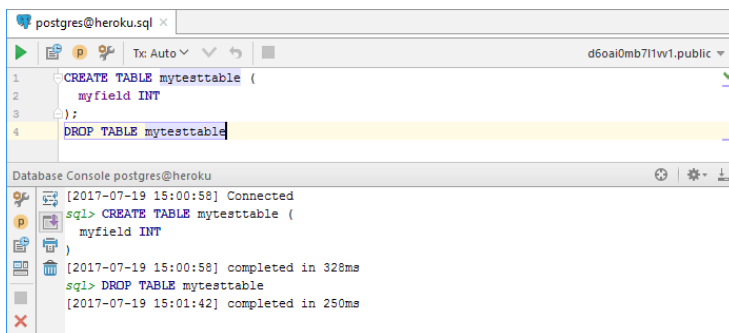 postgres@heroku.sql
Tx: Auto d6oai0mb7l1vv1.public
1 CREATE TABLE mytesttable (
2 myfield INT
3 );
4 DROP TABLE mytesttable
Database Console postgres@heroku
[2017-07-19 15:00:58] Connected
sql> CREATE TABLE mytesttable (
myfield INT
)
[2017-07-19 15:00:58] completed in 328ms
sql> DROP TABLE mytesttable
[2017-07-19 15:01:42] completed in 250ms